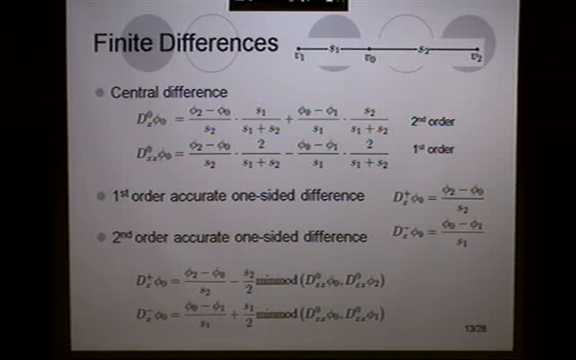 Finite Differences
v₁ s₁ v₀ s₂ v₂
Central difference
D⁰ₓφ₀ = (φ₂ − φ₀)/s₂ · s₁/(s₁ + s₂) + (φ₀ − φ₁)/s₁ · s₂/(s₁ + s₂) 2nd order
D⁰ₓₓφ₀ = (φ₂ − φ₀)/s₂ · 2/(s₁ + s₂) − (φ₀ − φ₁)/s₁ · 2/(s₁ + s₂) 1st order
1st order accurate one-sided difference D⁺ₓφ₀ = (φ₂ − φ₀)/s₂
2nd order accurate one-sided difference D⁻ₓφ₀ = (φ₀ − φ₁)/s₁
D⁺ₓφ₀ = (φ₂ − φ₀)/s₂ − s₂/2 minmod (D⁰ₓₓφ₀, D⁰ₓₓφ₂)
D⁻ₓφ₀ = (φ₀ − φ₁)/s₁ + s₁/2 minmod (D⁰ₓₓφ₀, D⁰ₓₓφ₁)
13/28